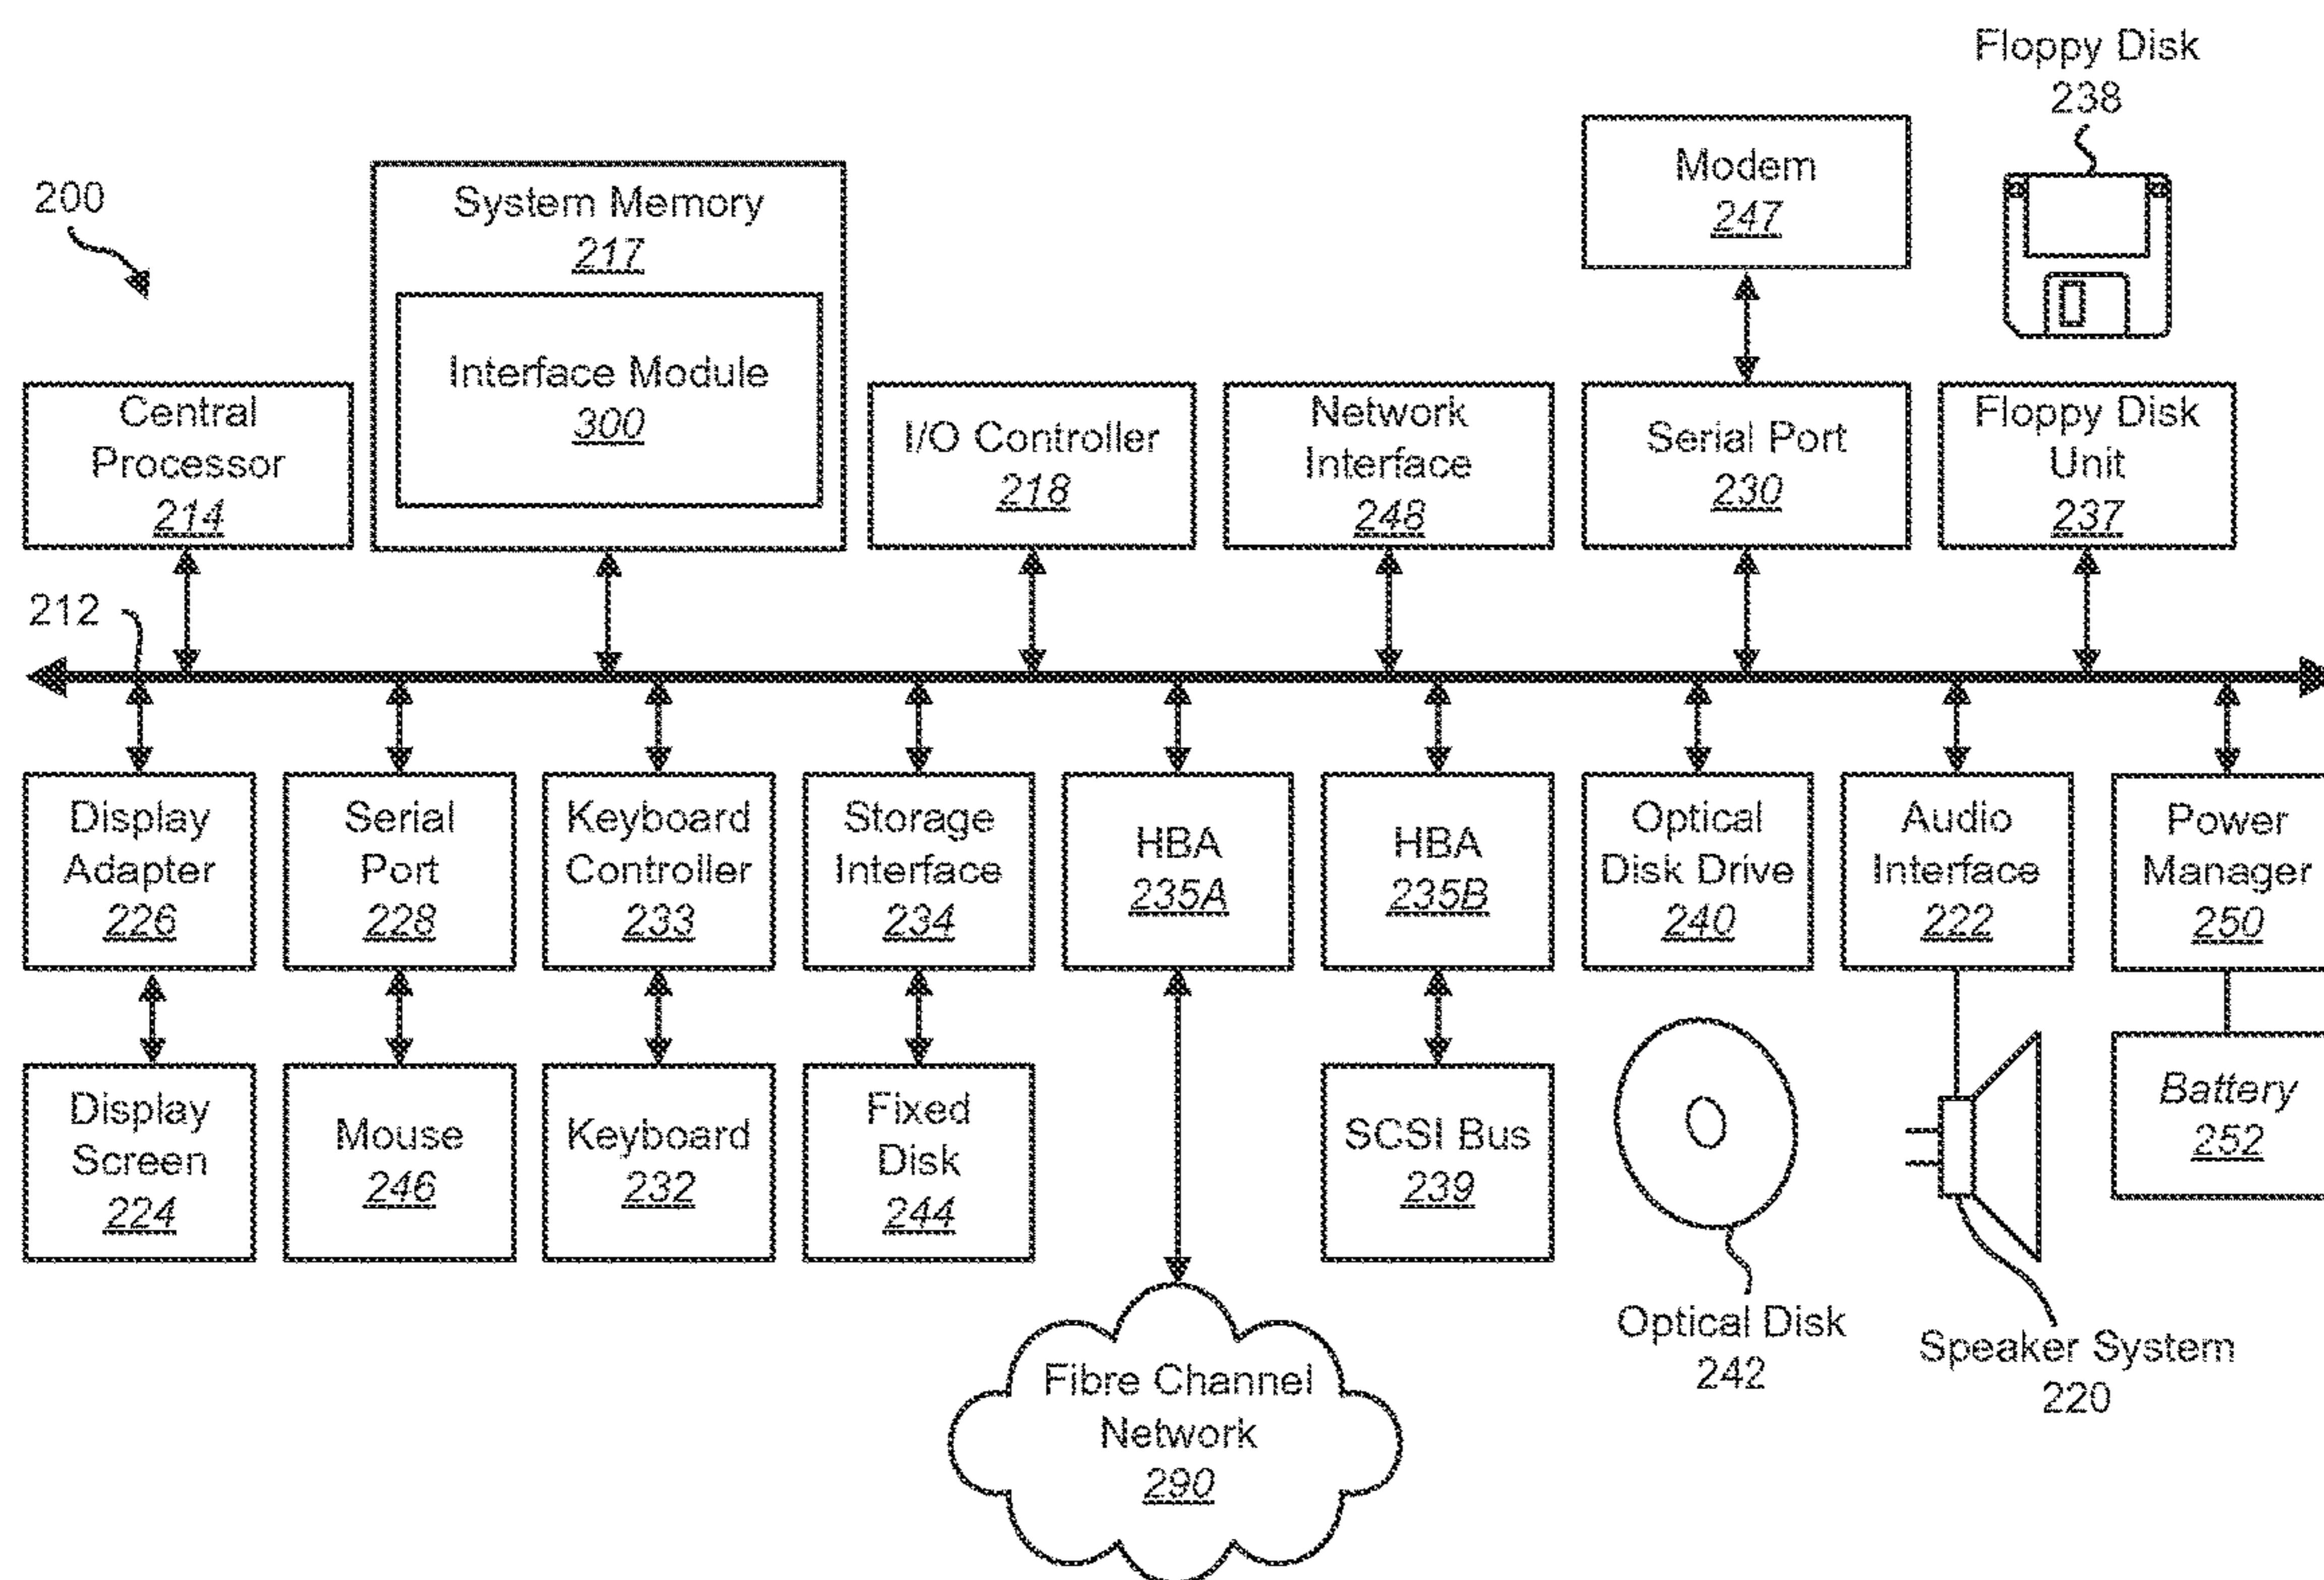 Floppy Disk
238
200
System Memory
217
Modem
247
Interface Module
300
Central
Processor
214
I/O Controller
218
Network
Interface
248
Serial Port
230
Floppy Disk
Unit
237
212
Display
Adapter
226
Serial
Port
228
Keyboard
Controller
233
Storage
Interface
234
HBA
235A
HBA
235B
Optical
Disk Drive
240
Audio
Interface
222
Power
Manager
250
Display
Screen
224
Mouse
246
Keyboard
232
Fixed
Disk
244
SCSI Bus
239
Battery
252
Optical Disk
242
Speaker System
220
Fibre Channel
Network
290